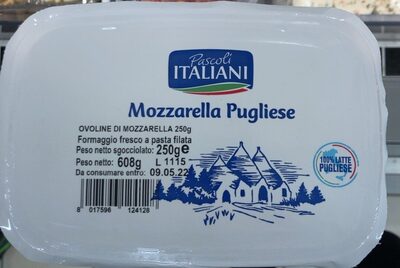 Pascoli
ITALIANI
Mozzarella Pugliese
OVOLINE DI MOZZARELLA 250g
Formaggio fresco a pasta filata
Peso netto sgocciolato: 250g e
Peso netto: 608g L 1115
Da consumare entro: 09.05.22
8 017596 124128
100% LATTE
PUGLIESE